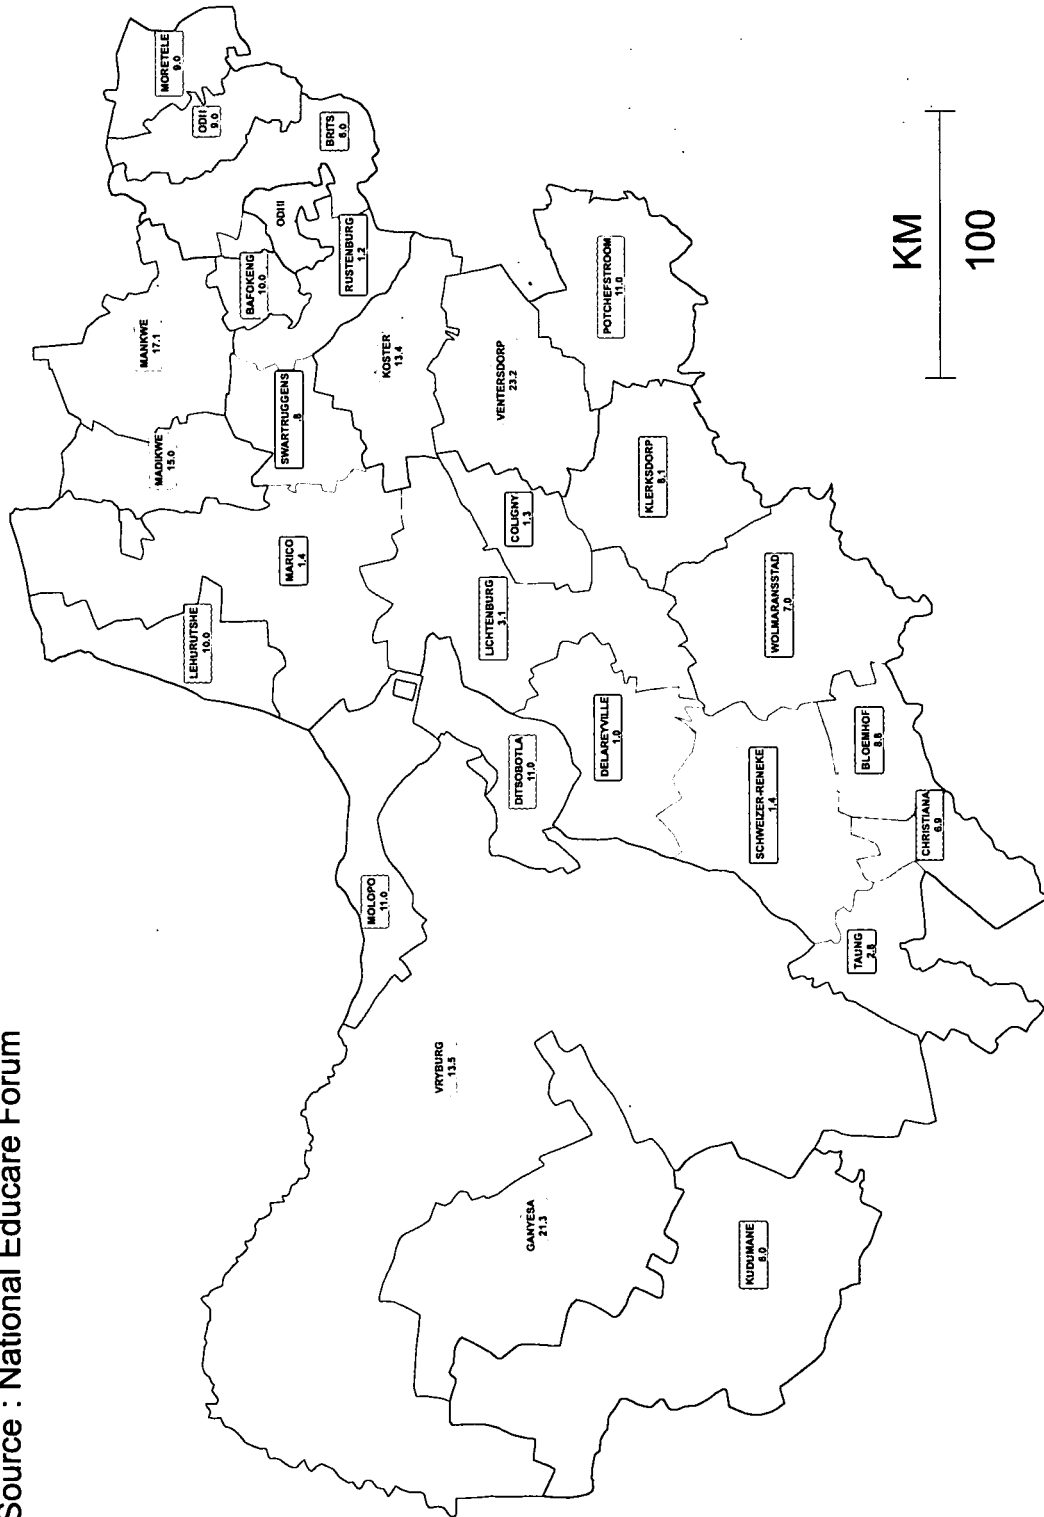 Source : National Educare Forum
MANKWE
17.1
MADIKWE
15.0
MORETELE
9.0
LEHURUTSHE
10.0
ODI I
9.0
BAFOKENG
10.0
ODI II
SWARTRUGGENS
.8
MARICO
1.4
BRITS
6.0
RUSTENBURG
1.2
MOLOPO
11.0
KOSTER
13.4
VRYBURG
13.5
LICHTENBURG
3.1
VENTERSDORP
23.2
COLIGNY
1.3
DITSOBOTLA
11.0
GANYESA
21.3
DELAREYVILLE
1.0
POTCHEFSTROOM
11.0
KLERKSDORP
8.1
KUDUMANE
6.0
SCHWEIZER-RENEKE
1.4
WOLMARANSSTAD
7.0
TAUNG
2.8
BLOEMHOF
8.8
CHRISTIANA
6.9
KM
100